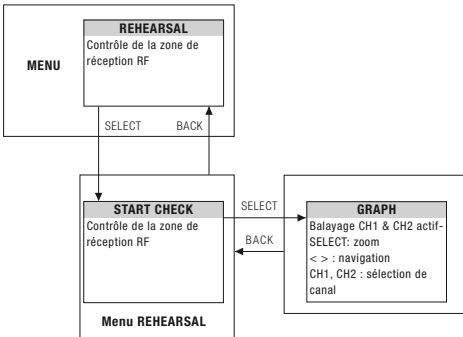 REHEARSAL
Contrôle de la zone de
réception RF
MENU
SELECT
BACK
START CHECK
Contrôle de la zone de
réception RF
Menu REHEARSAL
SELECT
BACK
GRAPH
Balayage CH1 & CH2 actif-
SELECT: zoom
< > : navigation
CH1, CH2 : sélection de
canal